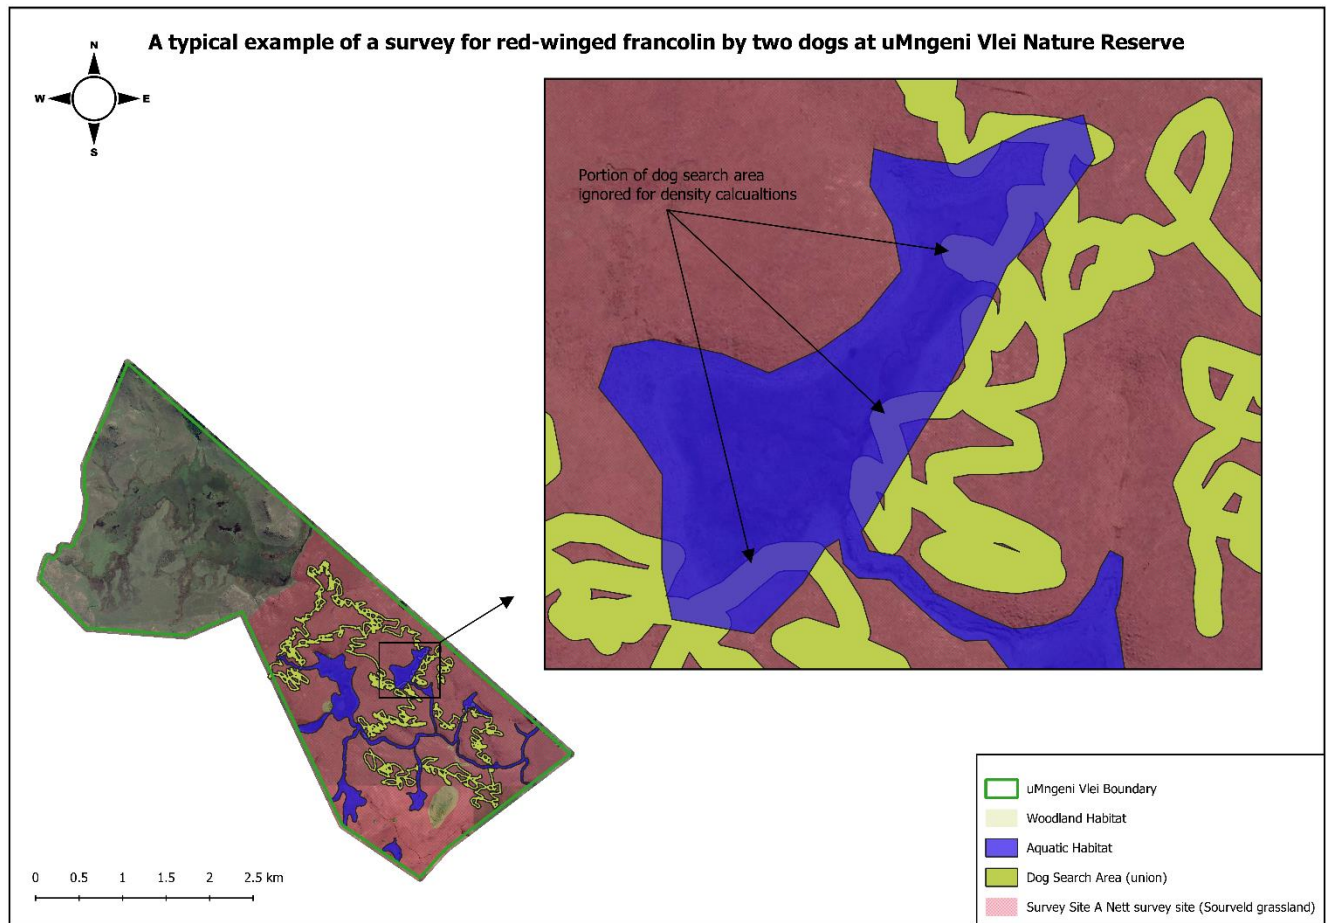 A typical example of a survey for red-winged francolin by two dogs at uMngeni Vlei Nature Reserve
N
W
E
S
Portion of dog search area
ignored for density calcualtions
0 0.5 1 1.5 2 2.5 km
uMngeni Vlei Boundary
Woodland Habitat
Aquatic Habitat
Dog Search Area (union)
Survey Site A Nett survey site (Sourveld grassland)